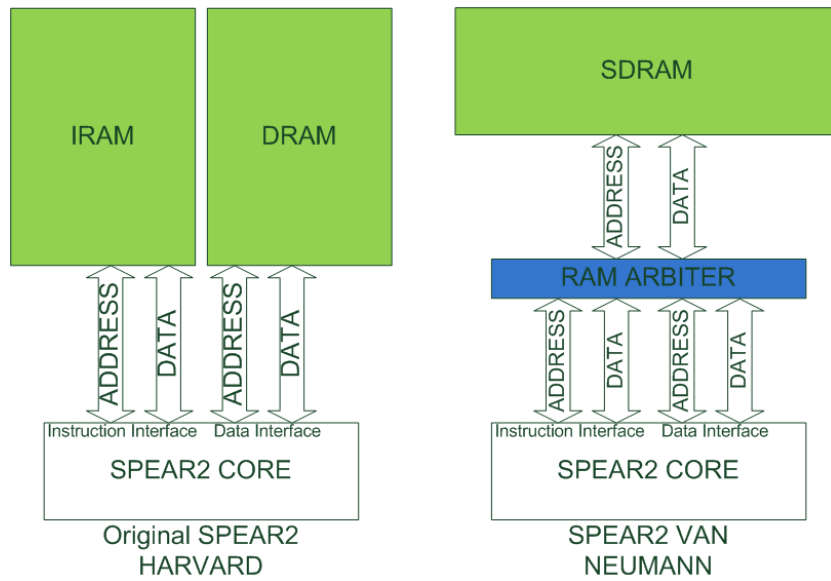 IRAM
DRAM
ADDRESS
DATA
ADDRESS
DATA
Instruction Interface
Data Interface
SPEAR2 CORE
Original SPEAR2
HARVARD
SDRAM
ADDRESS
DATA
RAM ARBITER
ADDRESS
DATA
ADDRESS
DATA
Instruction Interface
Data Interface
SPEAR2 CORE
SPEAR2 VAN
NEUMANN